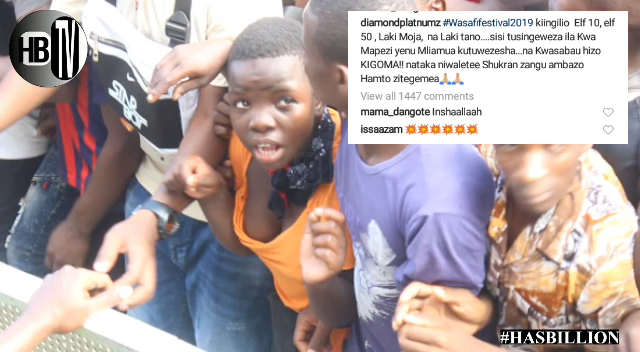 HB
TV
diamondplatnumz #Wasafifestival2019 kiingilio Elf 10, elf
50 , Laki Moja, na Laki tano....sisi tusingeweza ila Kwa
Mapezi yenu Mliamua kutuwezesha...na Kwasabau hizo
KIGOMA!! nataka niwaletee Shukran zangu ambazo
Hamto zitegemea🙏🏼🙏🏼
View all 1447 comments
mama_dangote Inshaallaah
issaazam 💥💥💥💥💥💥
#HASBILLION